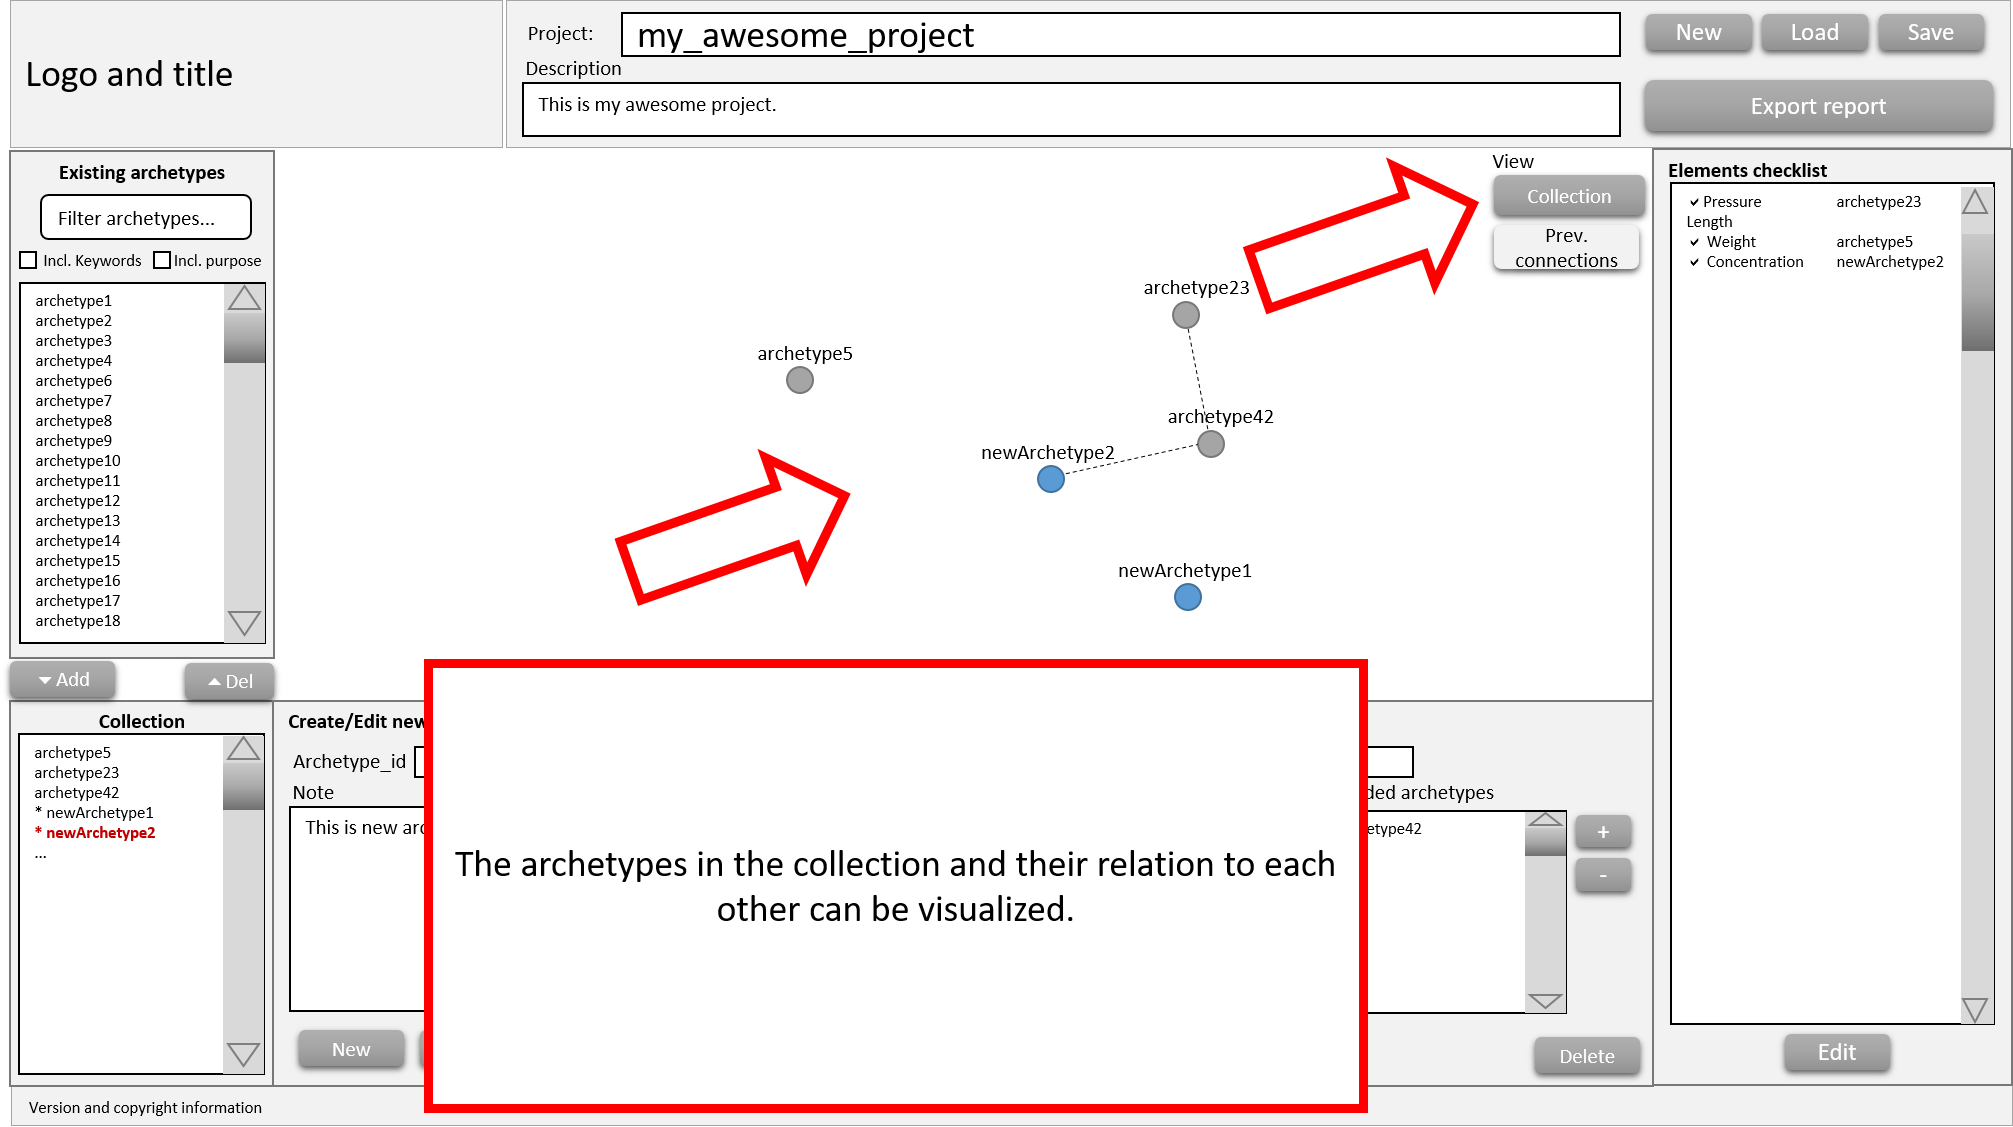 Logo and title
Project:
my_awesome_project
New
Load
Save
Description
This is my awesome project.
Export report
Existing archetypes
Filter archetypes...
Incl. Keywords
Incl. purpose
archetype1
archetype2
archetype3
archetype4
archetype6
archetype7
archetype8
archetype9
archetype10
archetype11
archetype12
archetype13
archetype14
archetype15
archetype16
archetype17
archetype18
Add
Del
View
Collection
Prev.
connections
archetype23
archetype5
archetype42
newArchetype2
newArchetype1
Elements checklist
✓ Pressure archetype23
Length
✓ Weight archetype5
✓ Concentration newArchetype2
Edit
Collection
archetype5
archetype23
archetype42
* newArchetype1
* newArchetype2
...
Create/Edit new
Archetype_id
Note
This is new arc
New
The archetypes in the collection and their relation to each
other can be visualized.
ded archetypes
etype42
+
-
Delete
Version and copyright information